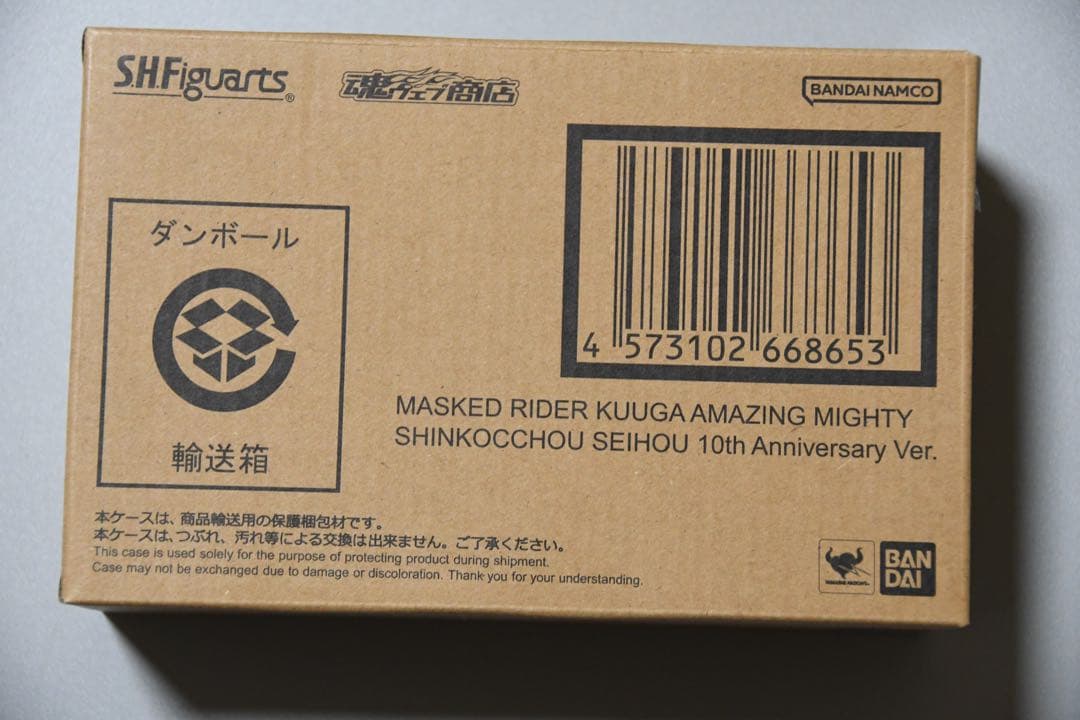 S.H.Figuarts®
魂ウェブ商店
BANDAI NAMCO
ダンボール
輸送箱
4 573102 668653
MASKED RIDER KUUGA AMAZING MIGHTY
SHINKOCCHOU SEIHOU 10th Anniversary Ver.
本ケースは、商品輸送用の保護梱包材です。
本ケースは、つぶれ、汚れ等による交換は出来ません。ご了承ください。
This case is used solely for the purpose of protecting product during shipment.
Case may not be exchanged due to damage or discoloration. Thank you for your understanding.
BAN
DAI